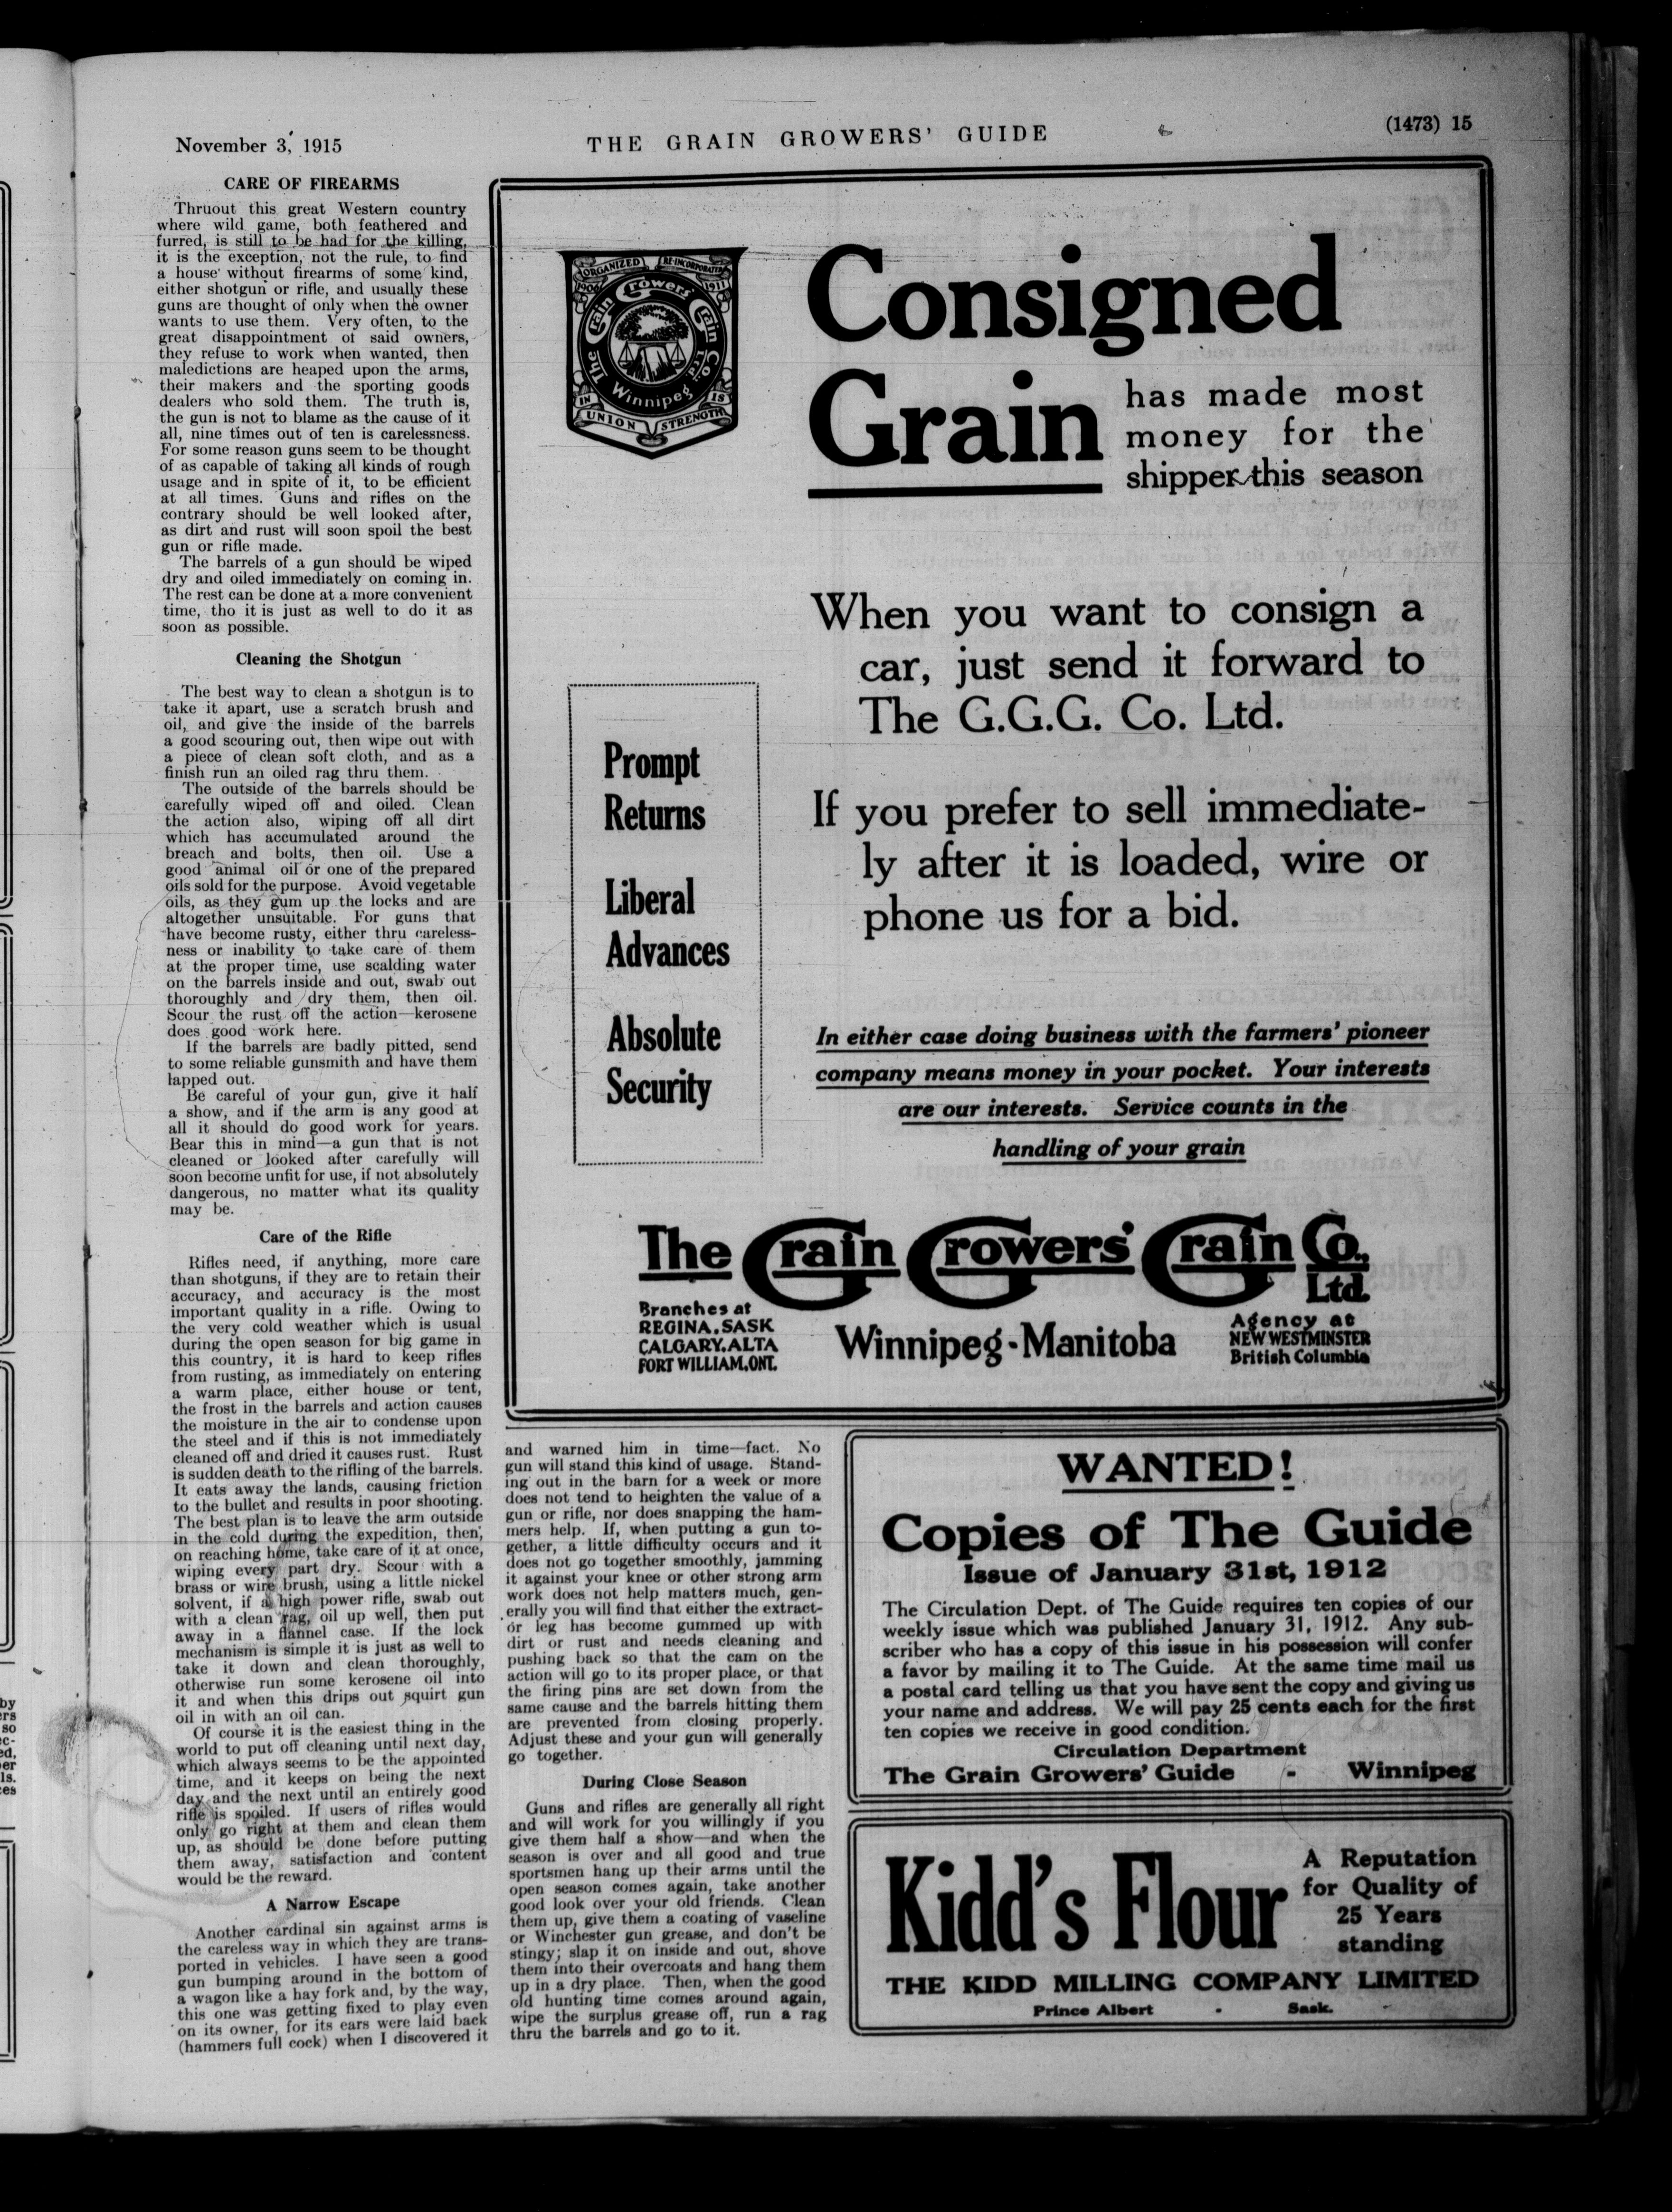 November 3, 1915
THE GRAIN GROWERS' GUIDE
(1473) 15
CARE OF FIREARMS
Thruout this great Western country
where wild game, both feathered and
furred, is still to be had for the killing,
it is the exception, not the rule, to find
a house without firearms of some kind,
either shotgun or rifle, and usually these
guns are thought of only when the owner
wants to use them. Very often, to the
great disappointment of said owners,
they refuse to work when wanted, then
maledictions are heaped upon the arms,
their makers and the sporting goods
dealers who sold them. The truth is,
the gun is not to blame as the cause of it
all, nine times out of ten is carelessness.
For some reason guns seem to be thought
of as capable of taking all kinds of rough
usage and in spite of it, to be efficient
at all times. Guns and rifles on the
contrary should be well looked after,
as dirt and rust will soon spoil the best
gun or rifle made.
The barrels of a gun should be wiped
dry and oiled immediately on coming in.
The rest can be done at a more convenient
time, tho it is just as well to do it as
soon as possible.
Cleaning the Shotgun
The best way to clean a shotgun is to
take it apart, use a scratch brush and
oil, and give the inside of the barrels
a good scouring out, then wipe out with
a piece of clean soft cloth, and as a
finish run an oiled rag thru them.
The outside of the barrels should be
carefully wiped off and oiled. Clean
the action also, wiping off all dirt
which has accumulated around the
breach and bolts, then oil. Use a
good animal oil or one of the prepared
oils sold for the purpose. Avoid vegetable
oils, as they gum up the locks and are
altogether unsuitable. For guns that
have become rusty, either thru careless-
ness or inability to take care of them
at the proper time, use scalding water
on the barrels inside and out, swab out
thoroughly and dry them, then oil.
Scour the rust off the action—kerosene
does good work here.
If the barrels are badly pitted, send
to some reliable gunsmith and have them
lapped out.
Be careful of your gun, give it half
a show, and if the arm is any good at
all it should do good work for years.
Bear this in mind—a gun that is not
cleaned or looked after carefully will
soon become unfit for use, if not absolutely
dangerous, no matter what its quality
may be.
Care of the Rifle
Rifles need, if anything, more care
than shotguns, if they are to retain their
accuracy, and accuracy is the most
important quality in a rifle. Owing to
the very cold weather which is usual
during the open season for big game in
this country, it is hard to keep rifles
from rusting, as immediately on entering
a warm place, either house or tent,
the frost in the barrels and action causes
the moisture in the air to condense upon
the steel and if this is not immediately
cleaned off and dried it causes rust. Rust
is sudden death to the rifling of the barrels.
It eats away the lands, causing friction
to the bullet and results in poor shooting.
The best plan is to leave the arm outside
in the cold during the expedition, then,
on reaching home, take care of it at once,
wiping every part dry. Scour with a
brass or wire brush, using a little nickel
solvent, if a high power rifle, swab out
with a clean rag, oil up well, then put
away in a flannel case. If the lock
mechanism is simple it is just as well to
take it down and clean thoroughly,
otherwise run some kerosene oil into
it and when this drips out squirt gun
oil in with an oil can.
Of course it is the easiest thing in the
world to put off cleaning until next day,
which always seems to be the appointed
time, and it keeps on being the next
day and the next until an entirely good
rifle is spoiled. If users of rifles would
only go right at them and clean them
up, as should be done before putting
them away, satisfaction and content
would be the reward.
A Narrow Escape
Another cardinal sin against arms is
the careless way in which they are trans-
ported in vehicles. I have seen a good
gun bumping around in the bottom of
a wagon like a hay fork and, by the way,
this one was getting fixed to play even
on its owner, for its ears were laid back
(hammers full cock) when I discovered it
and warned him in time—fact. No
gun will stand this kind of usage. Stand-
ing out in the barn for a week or more
does not tend to heighten the value of a
gun or rifle, nor does snapping the ham-
mers help. If, when putting a gun to-
gether, a little difficulty occurs and it
does not go together smoothly, jamming
it against your knee or other strong arm
work does not help matters much, gen-
erally you will find that either the extract-
or leg has become gummed up with
dirt or rust and needs cleaning and
pushing back so that the cam on the
action will go to its proper place, or that
the firing pins are set down from the
same cause and the barrels hitting them
are prevented from closing properly.
Adjust these and your gun will generally
go together.
During Close Season
Guns and rifles are generally all right
and will work for you willingly if you
give them half a show—and when the
season is over and all good and true
sportsmen hang up their arms until the
open season comes again, take another
good look over your old friends. Clean
them up, give them a coating of vaseline
or Winchester gun grease, and don't be
stingy; slap it on inside and out, shove
them into their overcoats and hang them
up in a dry place. Then, when the good
old hunting time comes around again,
wipe the surplus grease off, run a rag
thru the barrels and go to it.
ORGANIZED 1906
RE-INCORPORATED 1911
The Grain Growers Grain Co. Ltd.
Winnipeg
IN UNION IS STRENGTH
Consigned
Grain
has made most
money for the
shipper this season
When you want to consign a
car, just send it forward to
The G.G.G. Co. Ltd.
If you prefer to sell immediate-
ly after it is loaded, wire or
phone us for a bid.
Prompt
Returns
Liberal
Advances
Absolute
Security
In either case doing business with the farmers' pioneer
company means money in your pocket. Your interests
are our interests. Service counts in the
handling of your grain
The Grain Growers' Grain Co.,
Ltd.
Branches at
REGINA, SASK
CALGARY, ALTA
FORT WILLIAM, ONT.
Winnipeg - Manitoba
Agency at
NEW WESTMINSTER
British Columbia
WANTED!
Copies of The Guide
Issue of January 31st, 1912
The Circulation Dept. of The Guide requires ten copies of our
weekly issue which was published January 31, 1912. Any sub-
scriber who has a copy of this issue in his possession will confer
a favor by mailing it to The Guide. At the same time mail us
a postal card telling us that you have sent the copy and giving us
your name and address. We will pay 25 cents each for the first
ten copies we receive in good condition.
Circulation Department
The Grain Growers' Guide - Winnipeg
Kidd's Flour
A Reputation
for Quality of
25 Years
standing
THE KIDD MILLING COMPANY LIMITED
Prince Albert - Sask.